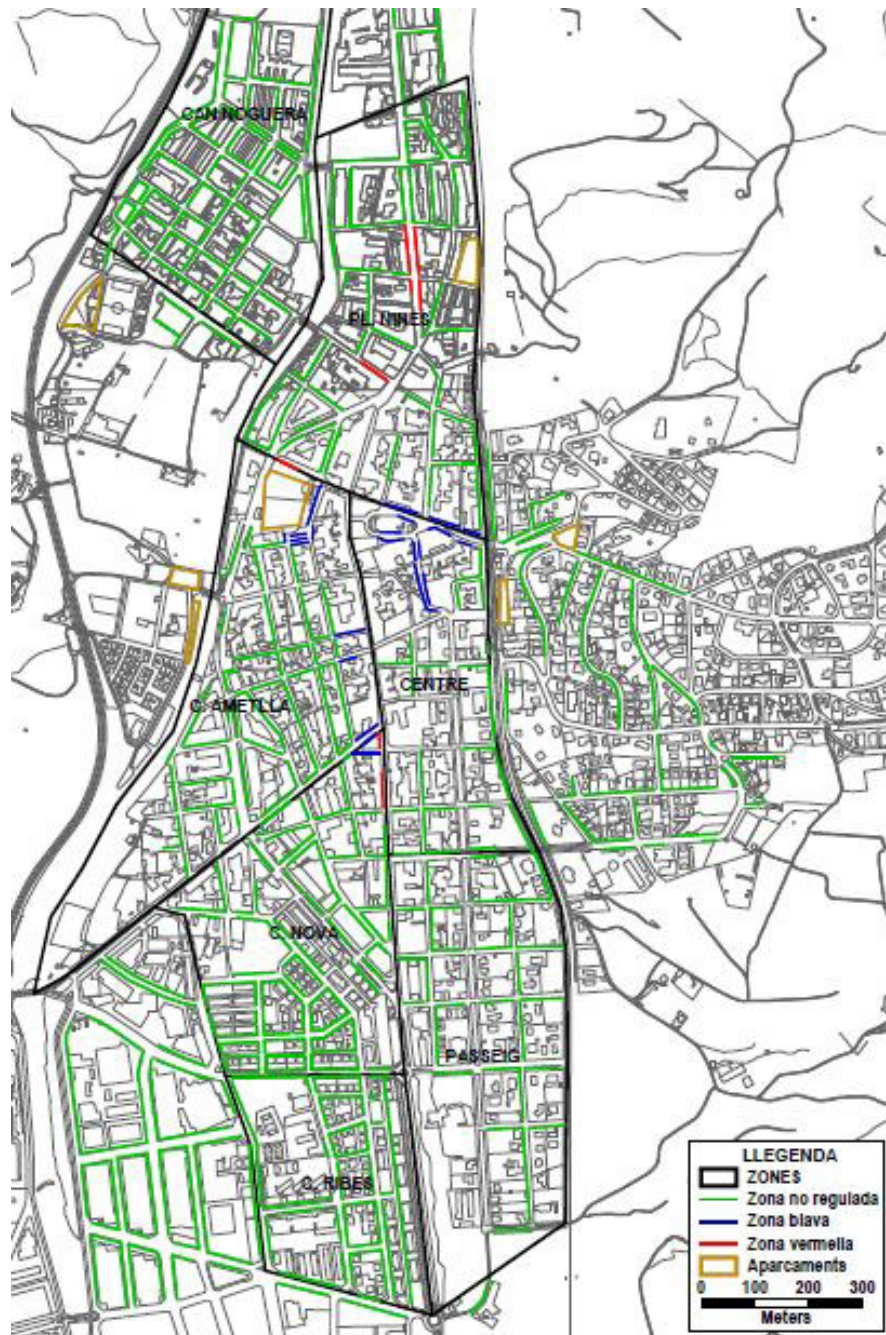 CAN NOGUERA
PL. NINES
C. AMETLLA
CENTRE
C. NOVA
PASSEIG
C. RIBES
LLEGENDA
ZONES
Zona no regulada
Zona blava
Zona vermella
Aparcaments
0 100 200 300
Meters